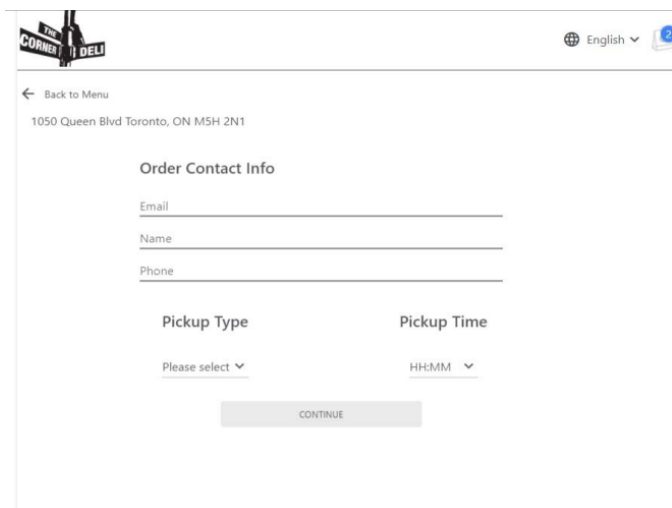 THE
CORNER
DELI
English
2
Back to Menu
1050 Queen Blvd Toronto, ON M5H 2N1
Order Contact Info
Email
Name
Phone
Pickup Type Pickup Time
Please select HH:MM
CONTINUE